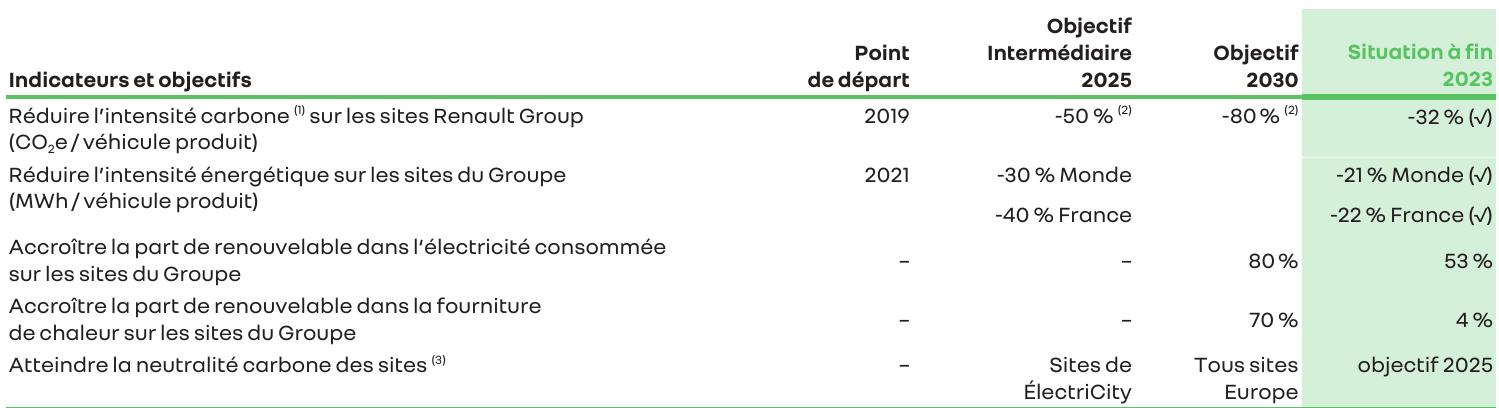 Indicateurs et objectifs Point de départ Objectif Intermédiaire 2025 Objectif 2030 Situation à fin 2023
Réduire l'intensité carbone (1) sur les sites Renault Group 2019 -50 % (2) -80 % (2) -32 % (✓)
(CO₂e / véhicule produit)
Réduire l'intensité énergétique sur les sites du Groupe 2021 -30 % Monde -21 % Monde (✓)
(MWh / véhicule produit)
-40 % France -22 % France (✓)
Accroître la part de renouvelable dans l'électricité consommée
sur les sites du Groupe – – 80 % 53 %
Accroître la part de renouvelable dans la fourniture
de chaleur sur les sites du Groupe – – 70 % 4 %
Atteindre la neutralité carbone des sites (3) – Sites de Tous sites objectif 2025
ÉlectriCity Europe